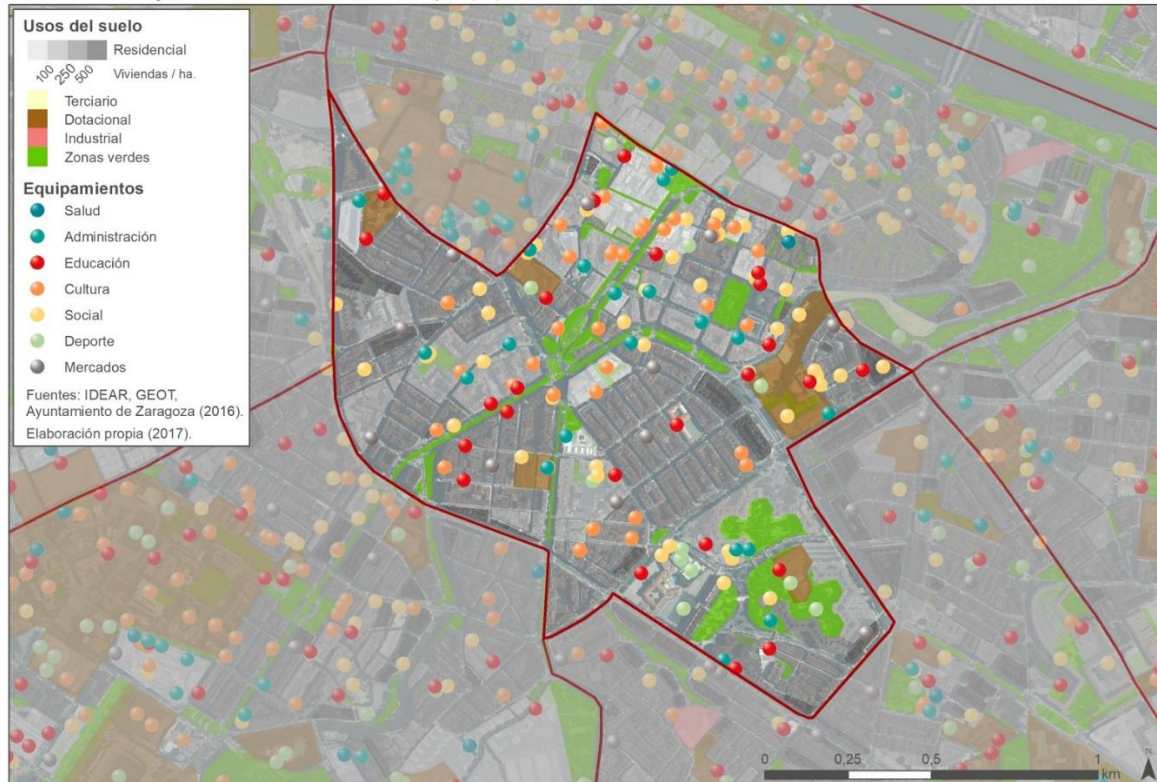 Usos del suelo
Residencial
100 250 500
Viviendas / ha.
Terciario
Dotacional
Industrial
Zonas verdes
Equipamientos
Salud
Administración
Educación
Cultura
Social
Deporte
Mercados
Fuentes: IDEAR, GEOT,
Ayuntamiento de Zaragoza (2016).
Elaboración propia (2017).
0 0,25 0,5 1
km
N